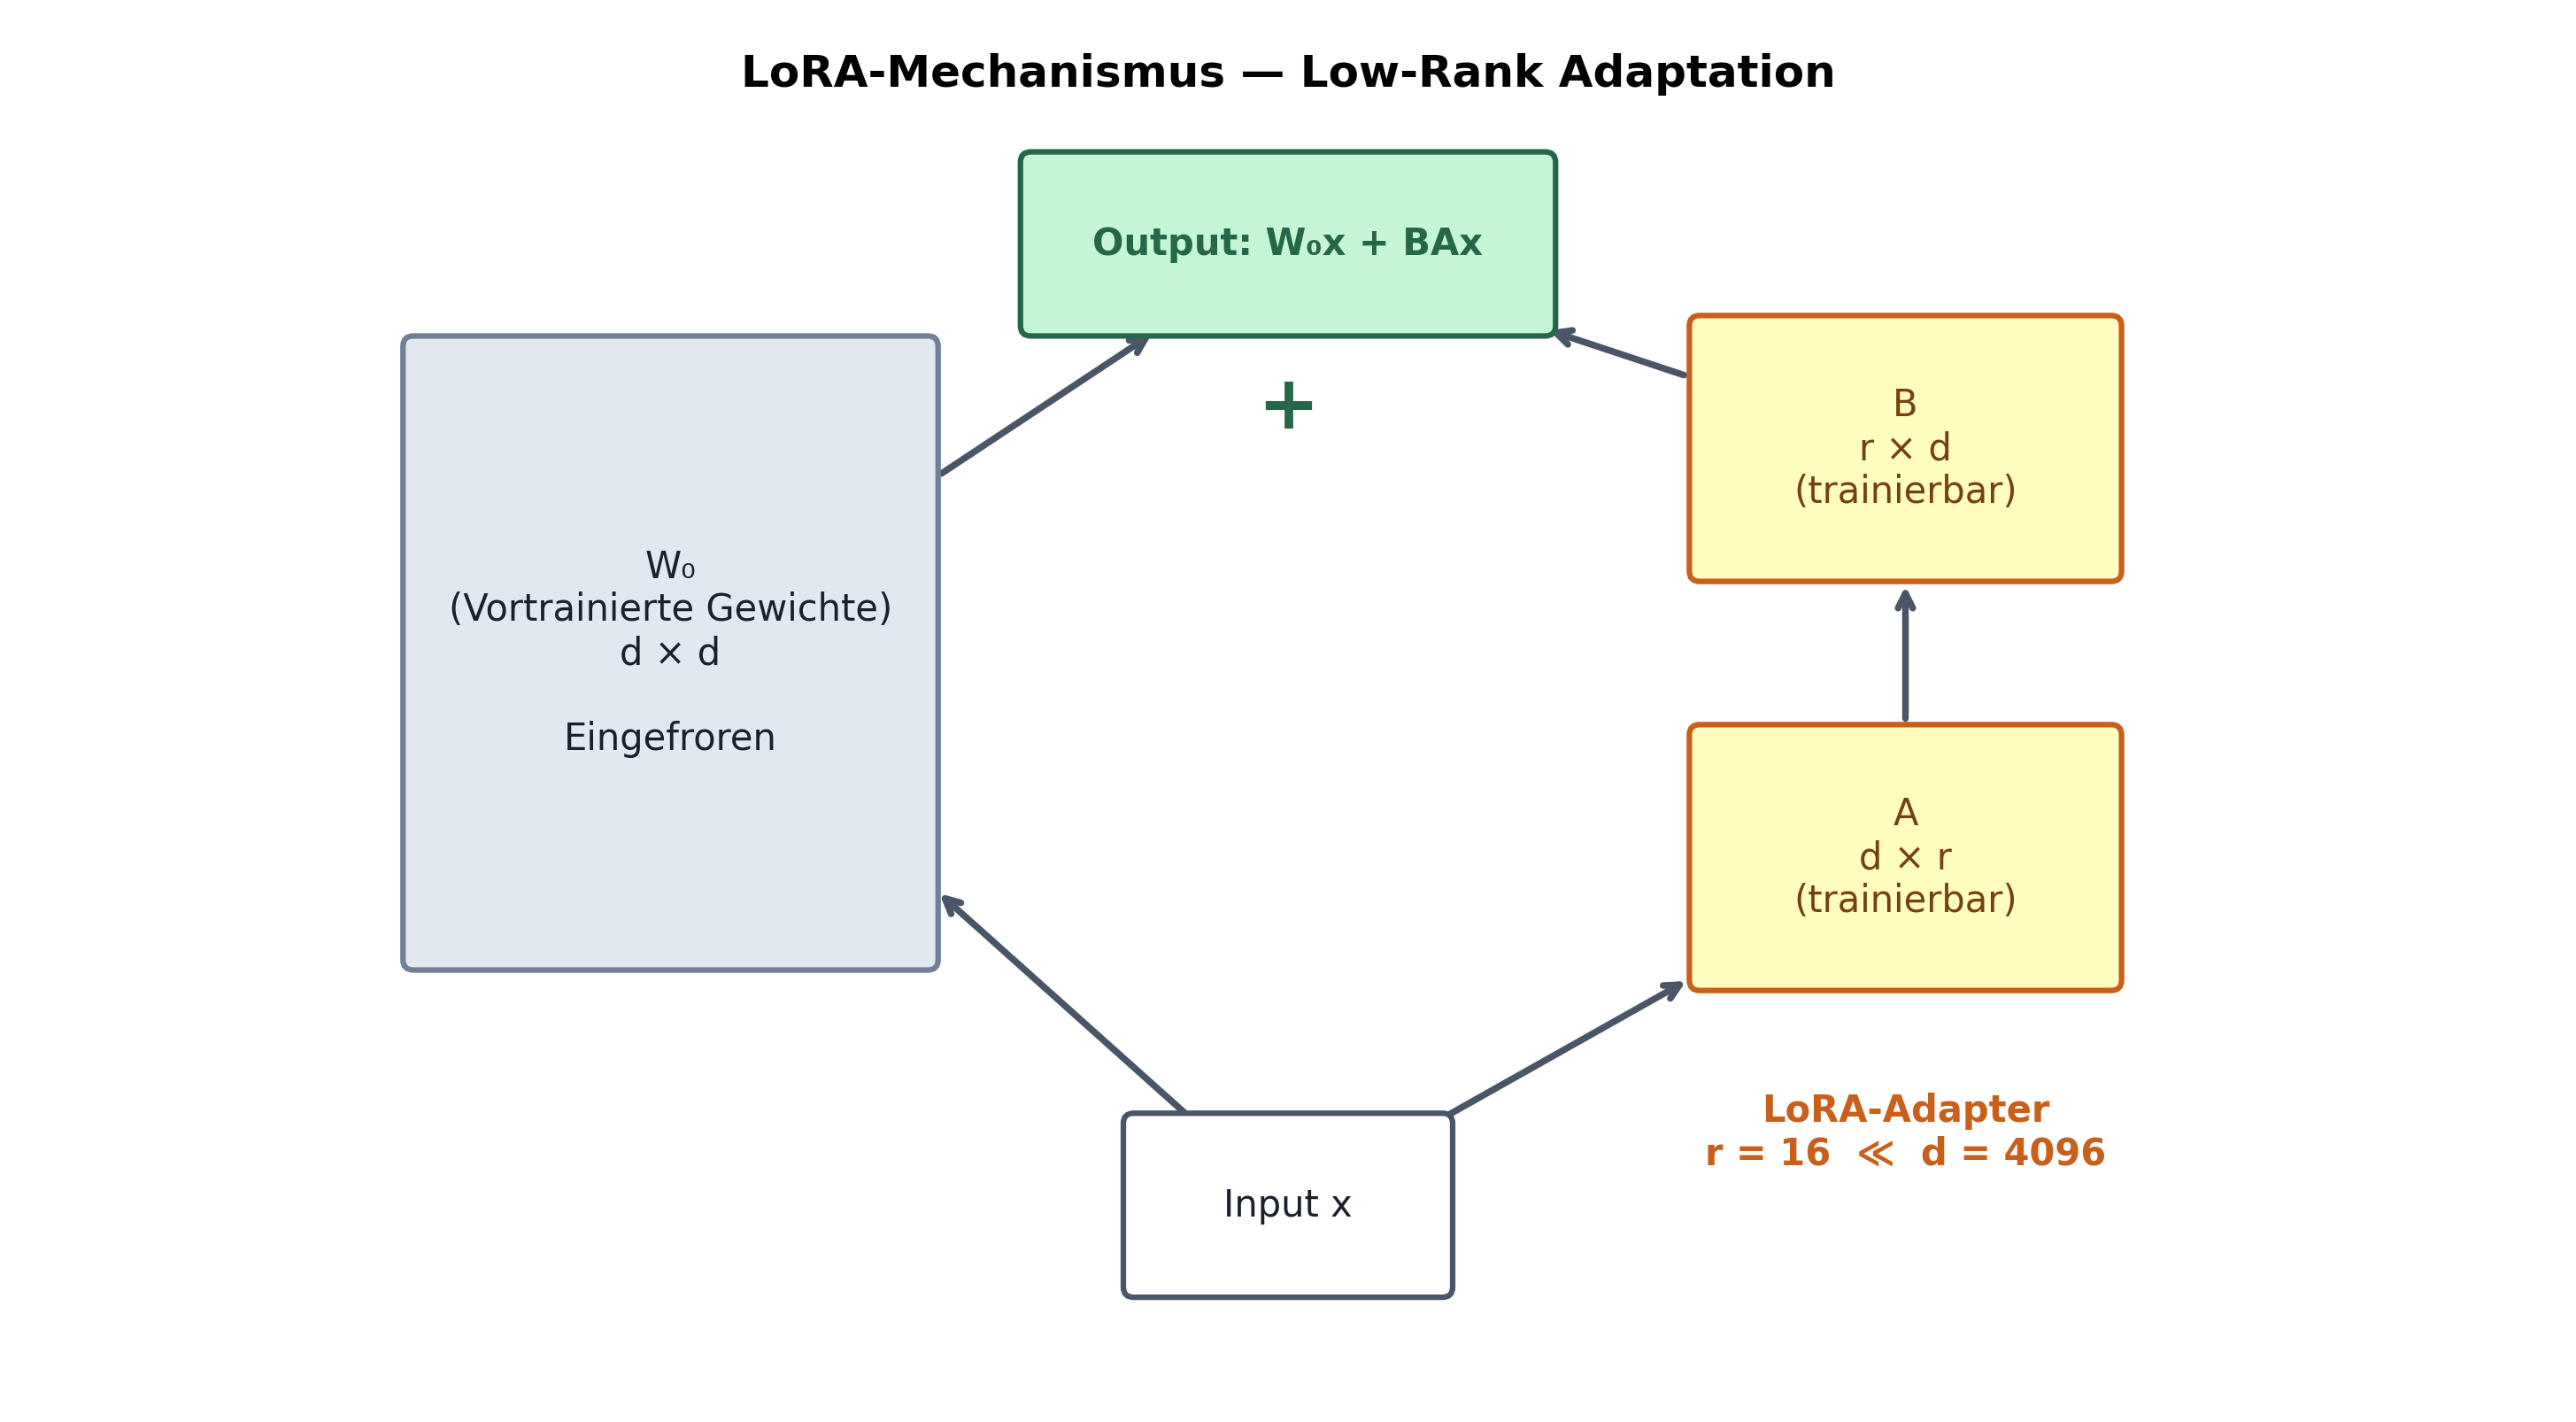 LoRA-Mechanismus — Low-Rank Adaptation
Output: W₀x + BAx
+
B
r × d
(trainierbar)
W₀
(Vortrainierte Gewichte)
d × d
Eingefroren
A
d × r
(trainierbar)
LoRA-Adapter
r = 16 ≪ d = 4096
Input x